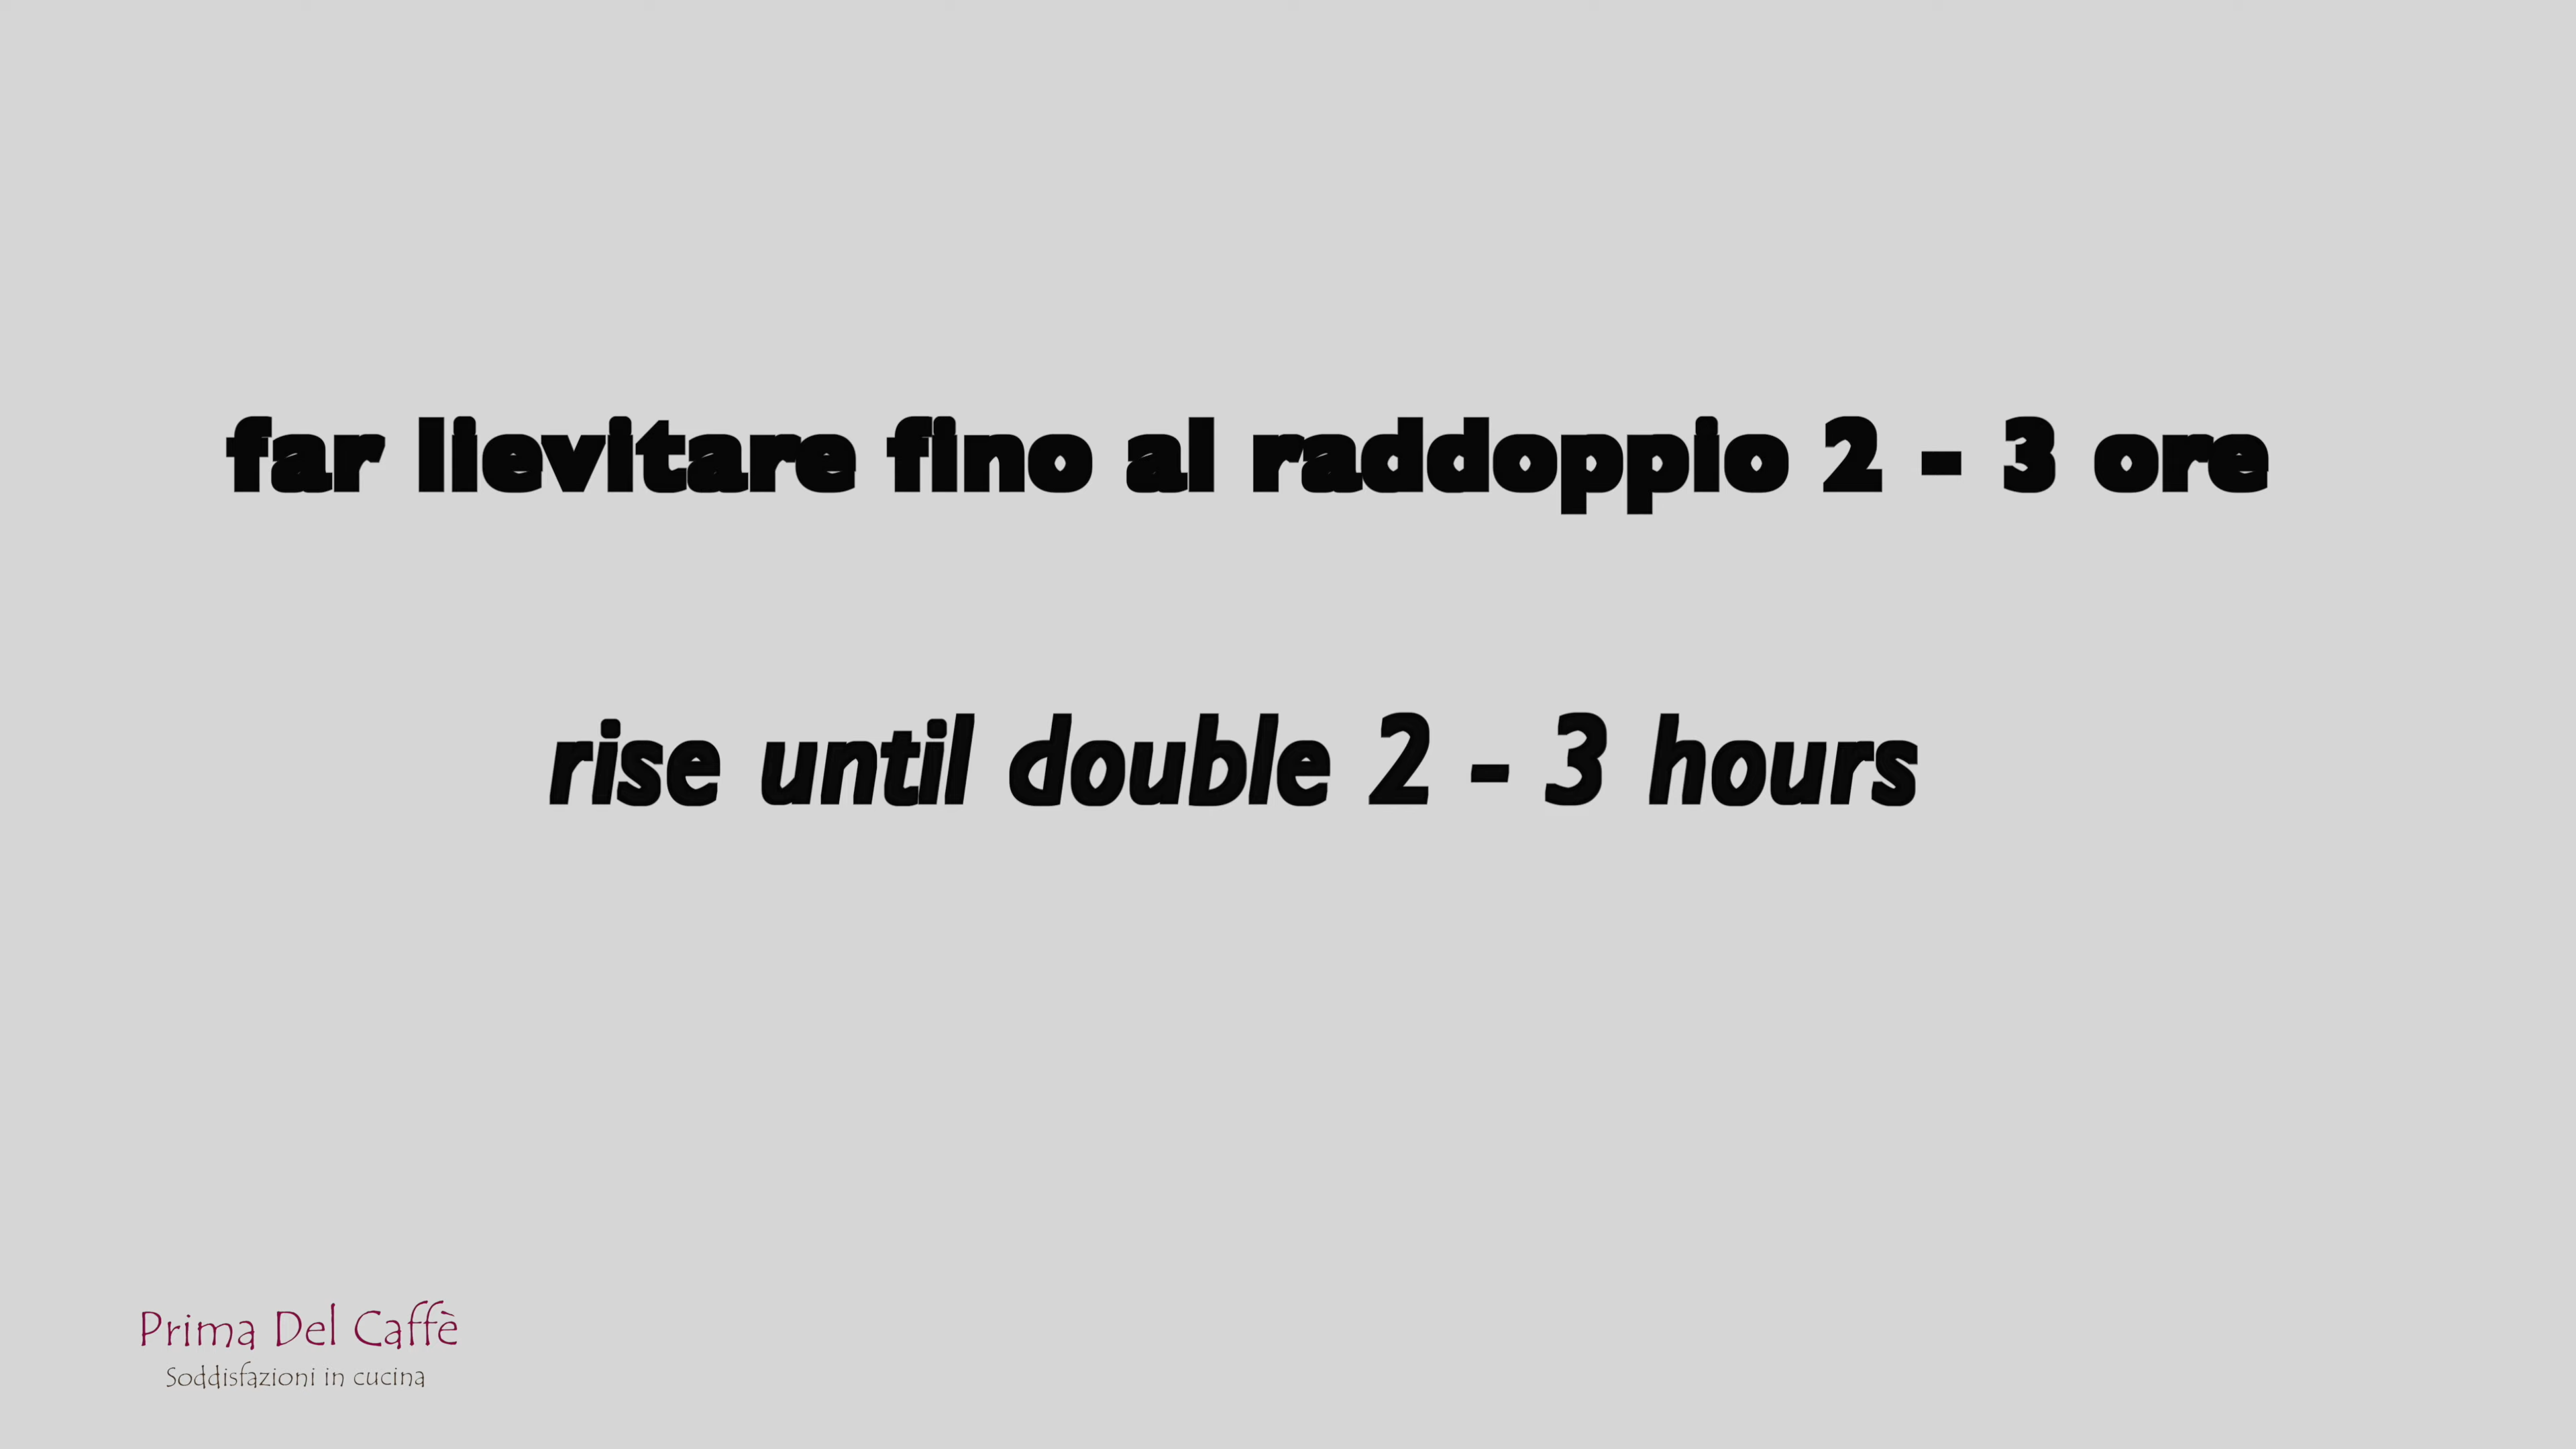 far lievitare fino al raddoppio 2 - 3 ore
rise until double 2 - 3 hours
Prima Del Caffè
Soddisfazioni in cucina